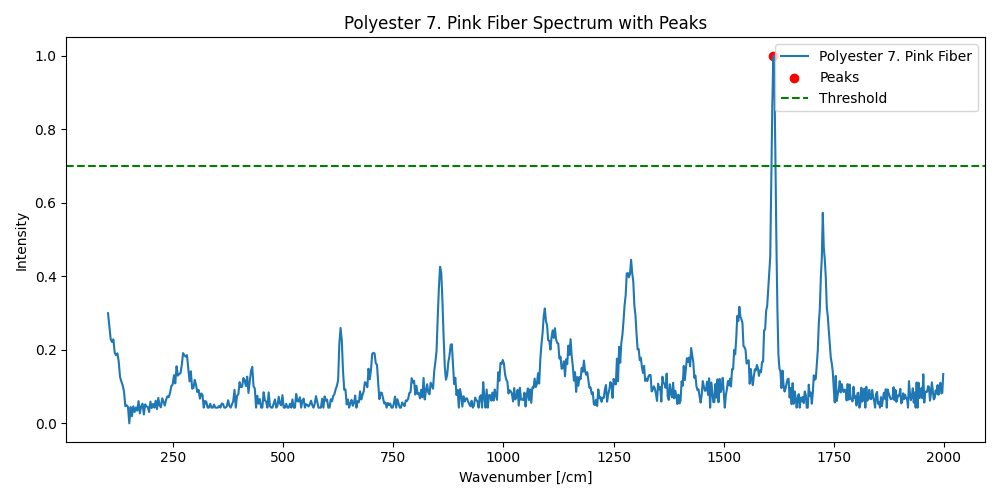 Polyester 7. Pink Fiber Spectrum with Peaks
Polyester 7. Pink Fiber
Peaks
Threshold
Intensity
1.0
0.8
0.6
0.4
0.2
0.0
250
500
750
1000
1250
1500
1750
2000
Wavenumber [/cm]